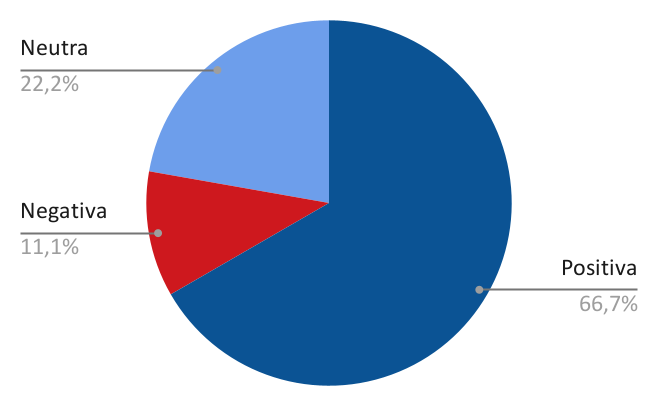 Neutra
22,2%
Negativa
11,1%
Positiva
66,7%